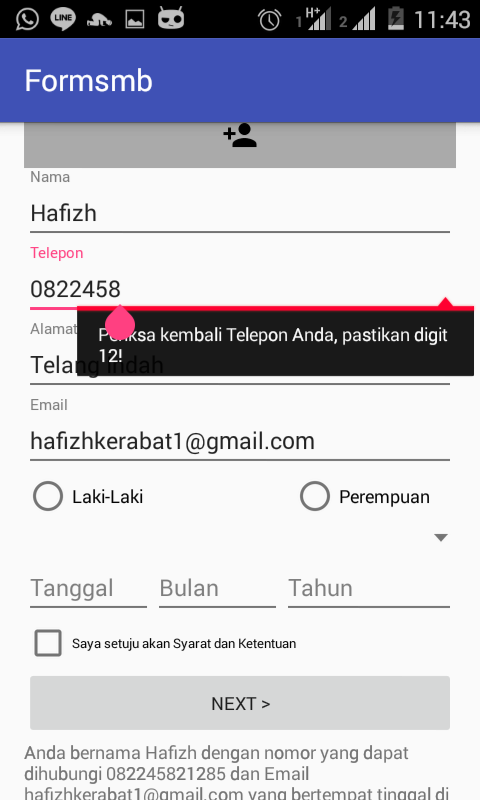 LINE
1 H+ 2 11:43
Formsmb
Nama
Hafizh
Telepon
0822458
Alamat
Periksa kembali Telepon Anda, pastikan digit
12!
Telang Indah
Email
hafizhkerabat1@gmail.com
Laki-Laki Perempuan
Tanggal Bulan Tahun
Saya setuju akan Syarat dan Ketentuan
NEXT >
Anda bernama Hafizh dengan nomor yang dapat
dihubungi 082245821285 dan Email
hafizhkerabat1@gmail.com yang bertempat tinggal di